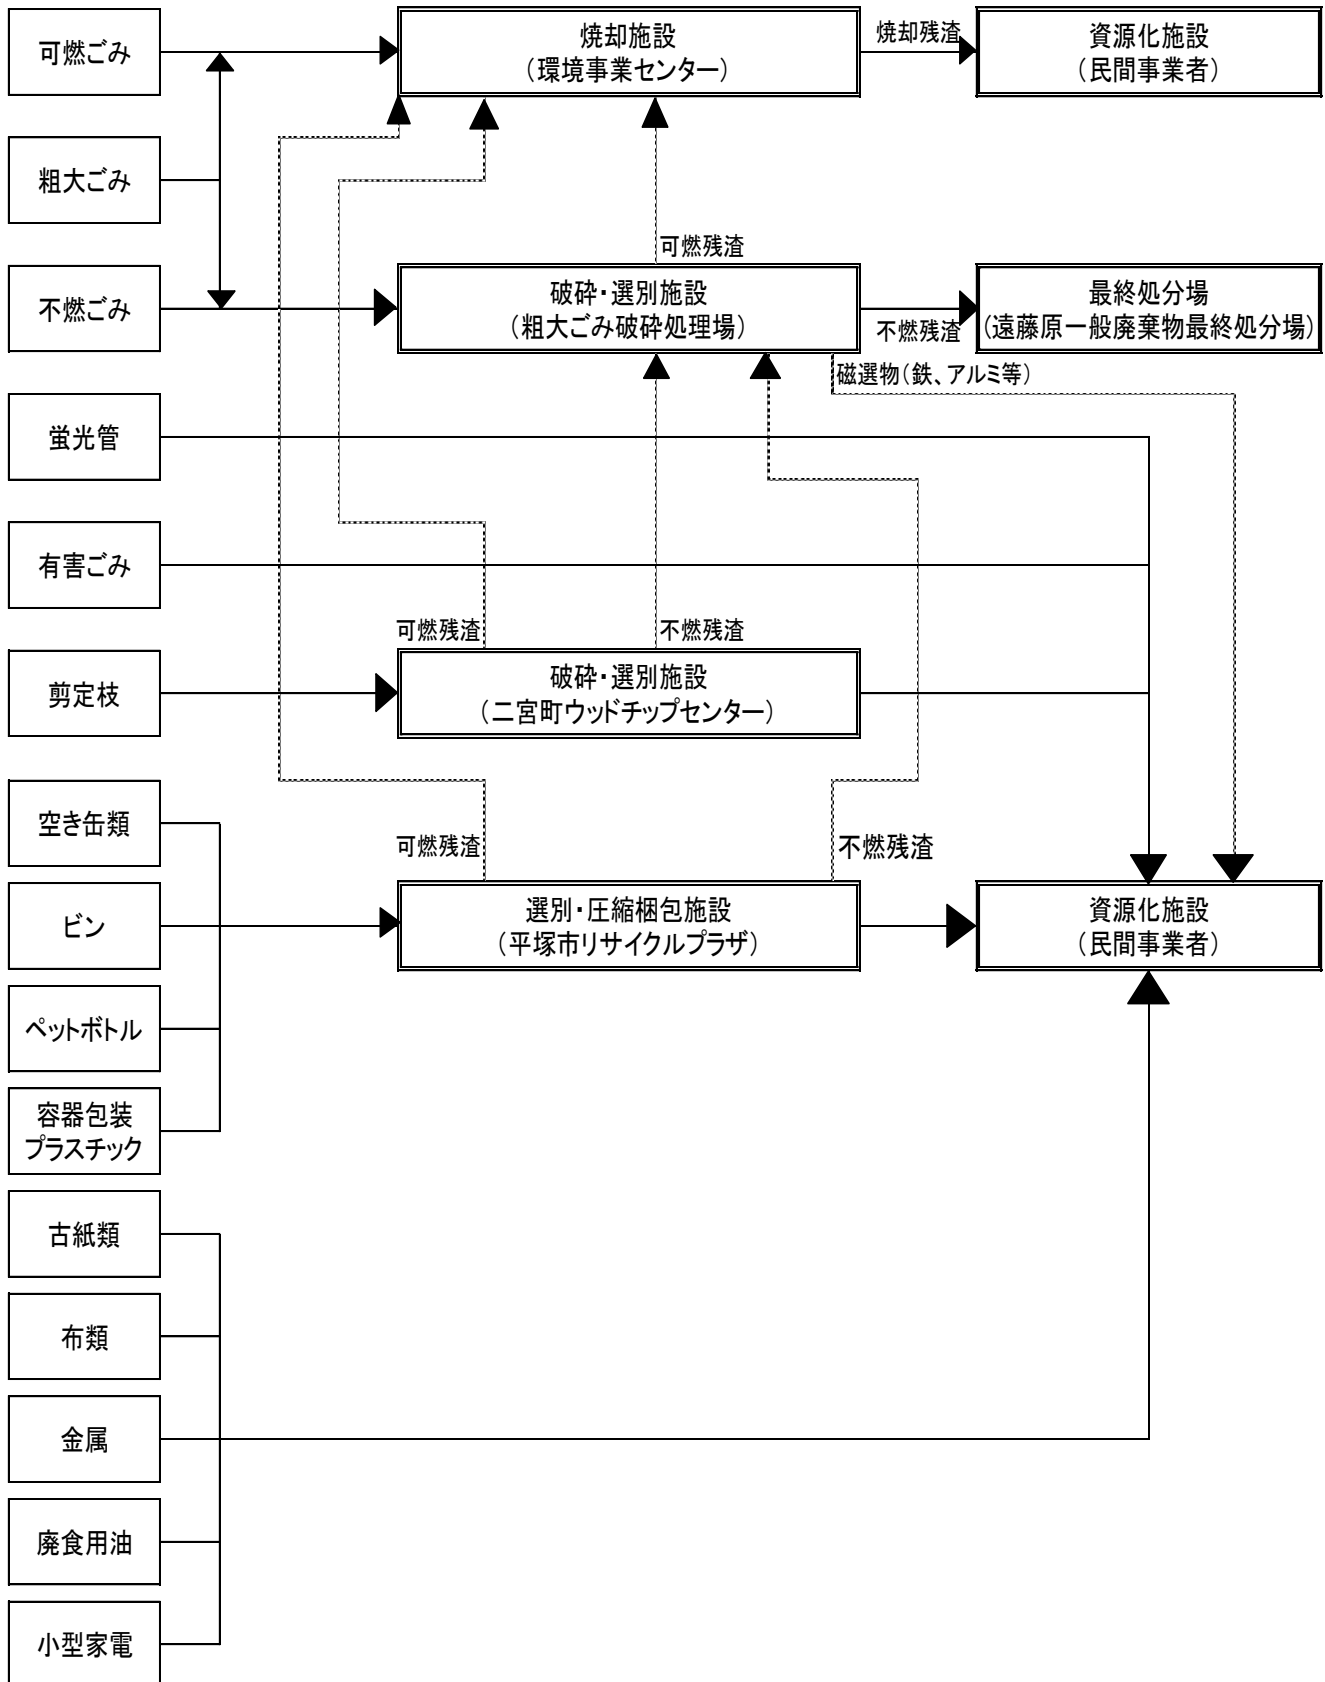 可燃ごみ
焼却施設
（環境事業センター）
焼却残渣
資源化施設
（民間事業者）
粗大ごみ
可燃残渣
不燃ごみ
破砕・選別施設
（粗大ごみ破砕処理場）
不燃残渣
最終処分場
（遠藤原一般廃棄物最終処分場）
磁選物（鉄、アルミ等）
蛍光管
有害ごみ
可燃残渣
不燃残渣
剪定枝
破砕・選別施設
（二宮町ウッドチップセンター）
空き缶類
可燃残渣
不燃残渣
ビン
選別・圧縮梱包施設
（平塚市リサイクルプラザ）
資源化施設
（民間事業者）
ペットボトル
容器包装
プラスチック
古紙類
布類
金属
廃食用油
小型家電